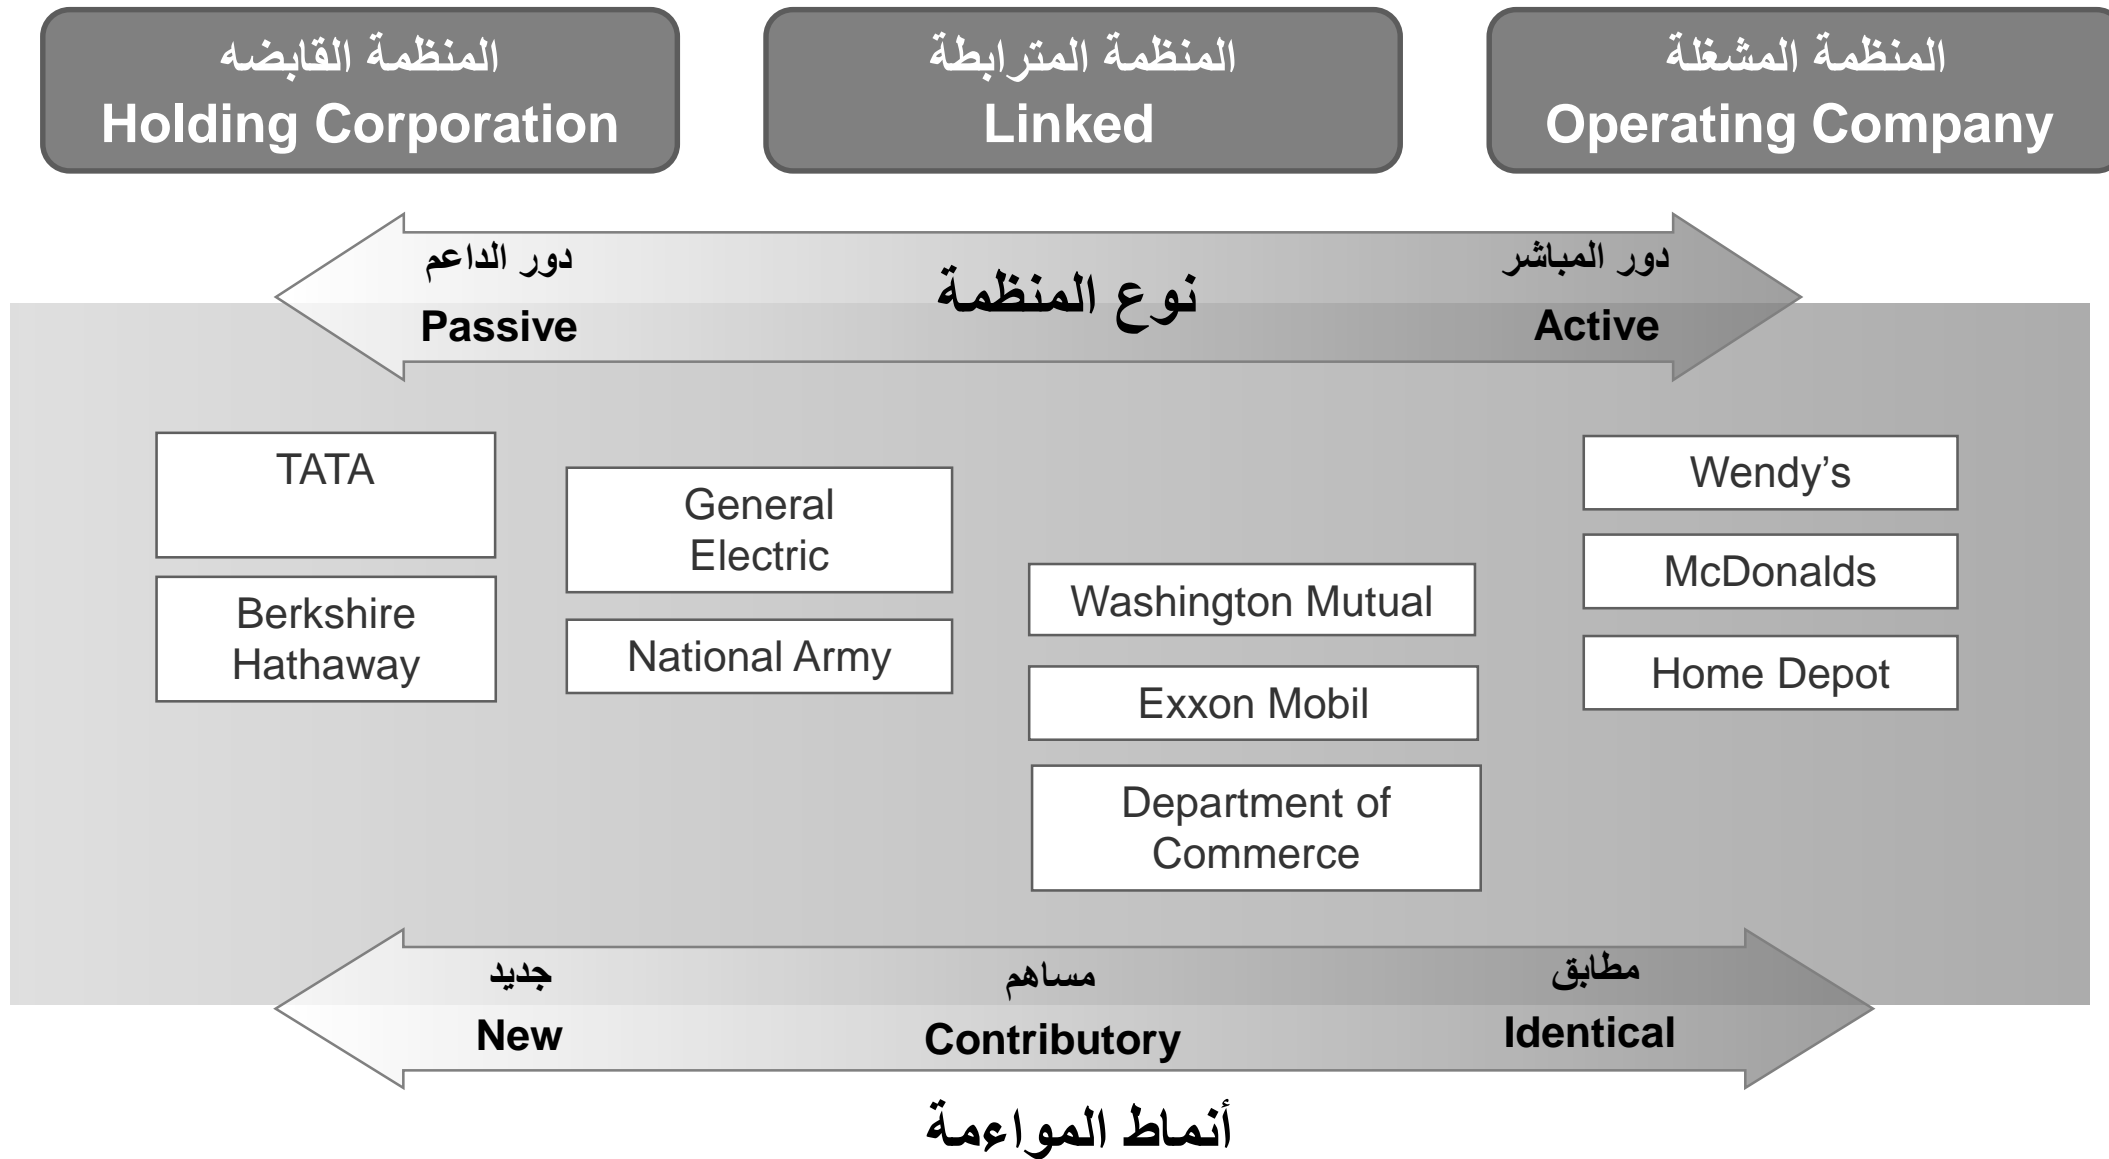 المنظمة القابضه
Holding Corporation
المنظمة المترابطة
Linked
المنظمة المشغلة
Operating Company
دور الداعم
Passive
نوع المنظمة
دور المباشر
Active
TATA
Berkshire
Hathaway
General
Electric
National Army
Washington Mutual
Exxon Mobil
Department of
Commerce
Wendy’s
McDonalds
Home Depot
جديد
New
مساهم
Contributory
مطابق
Identical
أنماط المواءمة